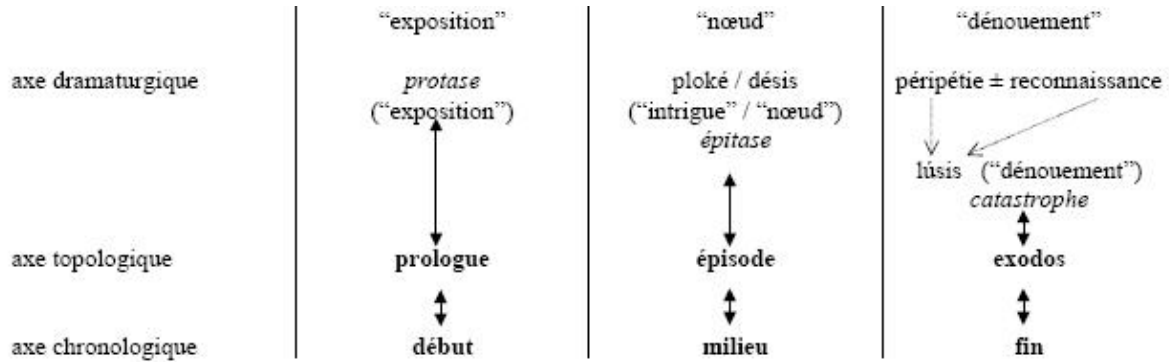 “exposition” “nœud” “dénouement”
axe dramaturgique protase ploké / désis péripétie ± reconnaissance
(“exposition”) (“intrigue” / “nœud”)
épitase
lúsis (“dénouement”)
catastrophe
axe topologique prologue épisode exodos
axe chronologique début milieu fin